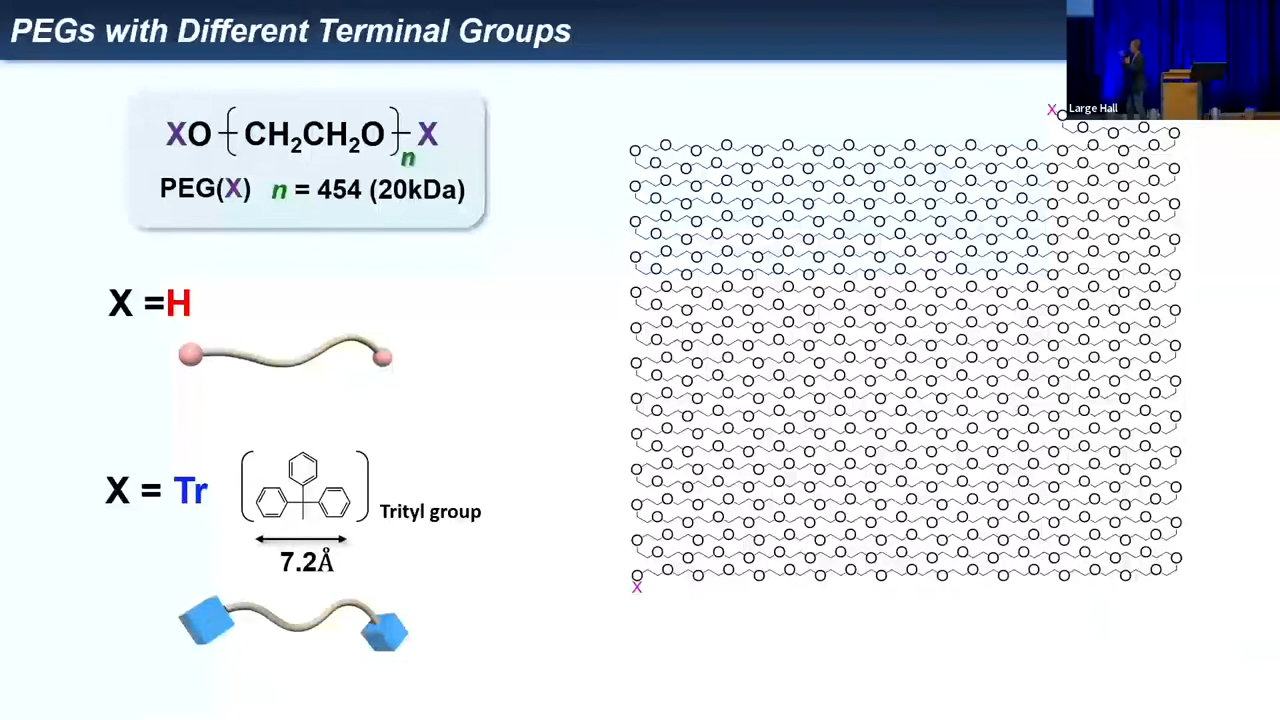 PEGs with Different Terminal Groups
Large Hall
XO-(CH₂CH₂O)ₙ-X
PEG(X) n = 454 (20kDa)
X =H
X = Tr
Trityl group
7.2Å
X
X